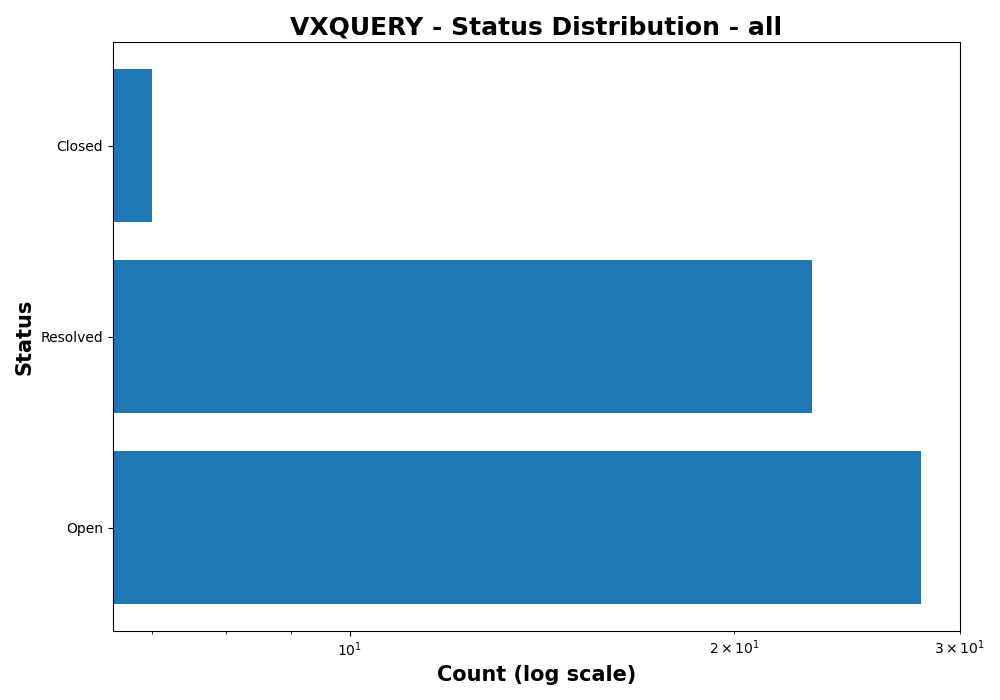 VXQUERY - Status Distribution - all
Closed
Resolved
Open
Status
10¹
2 × 10¹
3 × 10¹
Count (log scale)